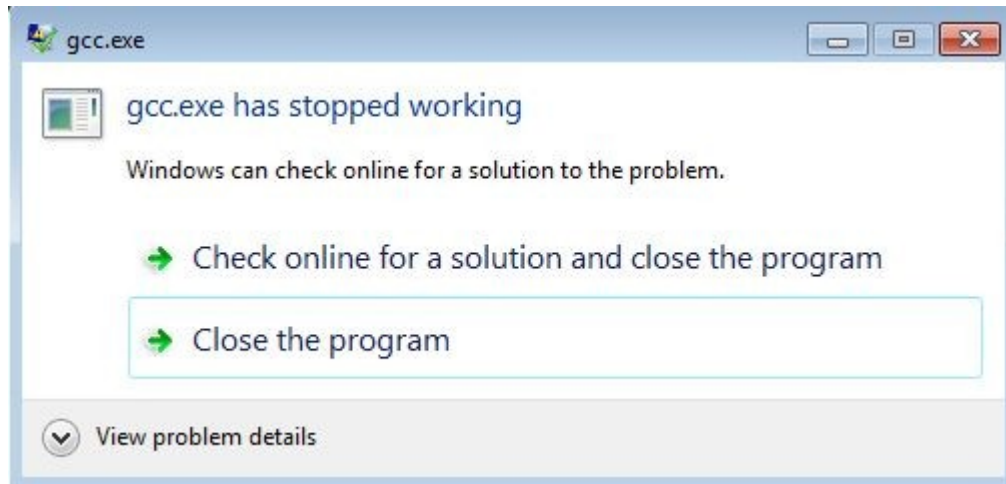 gcc.exe
gcc.exe has stopped working
Windows can check online for a solution to the problem.
Check online for a solution and close the program
Close the program
View problem details